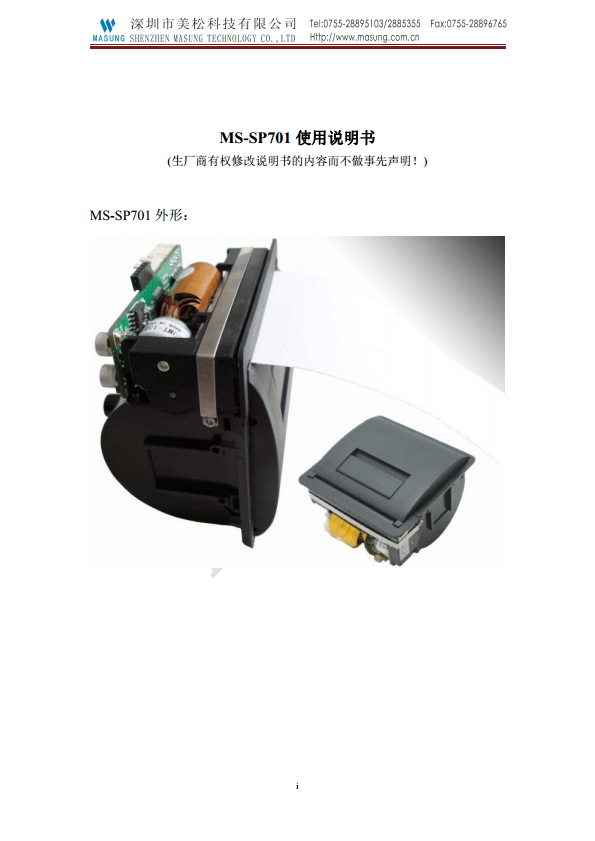 深圳市美松科技有限公司 Tel:0755-28895103/2885355 Fax:0755-28896765
MASUNG SHENZHEN MASUNG TECHNOLOGY CO.,LTD Http://www.masung.com.cn
MS-SP701 使用说明书
(生厂商有权修改说明书的内容而不做事先声明！)
MS-SP701 外形：
i